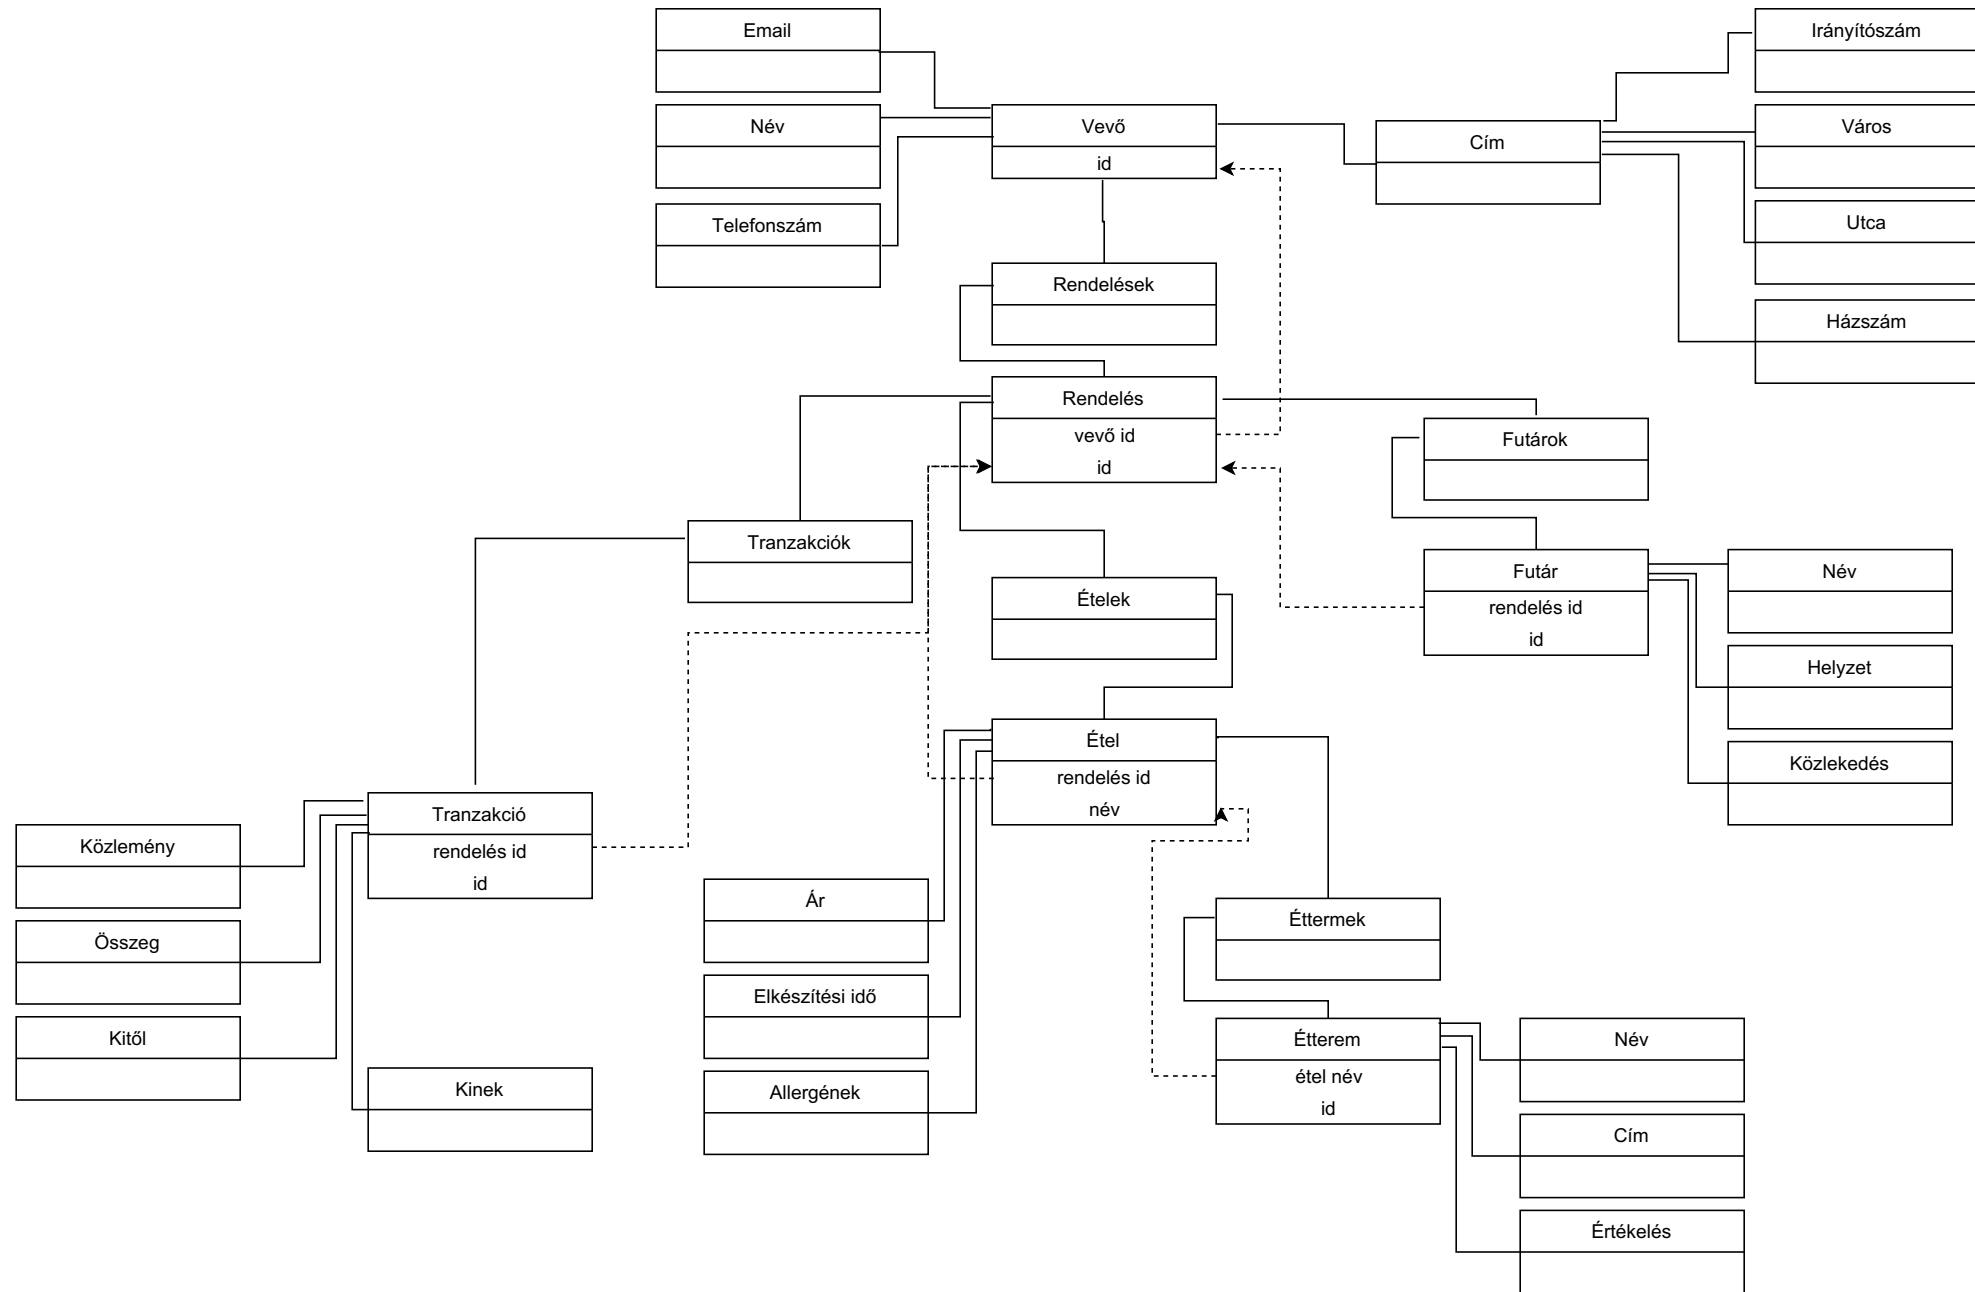 Email
Irányítószám
Név
Vevő
id
Város
Cím
Telefonszám
Utca
Rendelések
Házszám
Rendelés
vevő id
id
Futárok
Tranzakciók
Ételek
Futár
rendelés id
id
Név
Helyzet
Étel
rendelés id
név
Közlekedés
Tranzakció
rendelés id
id
Közlemény
Ár
Éttermek
Összeg
Elkészítési idő
Kitől
Étterem
étel név
id
Név
Kinek
Allergének
Cím
Értékelés